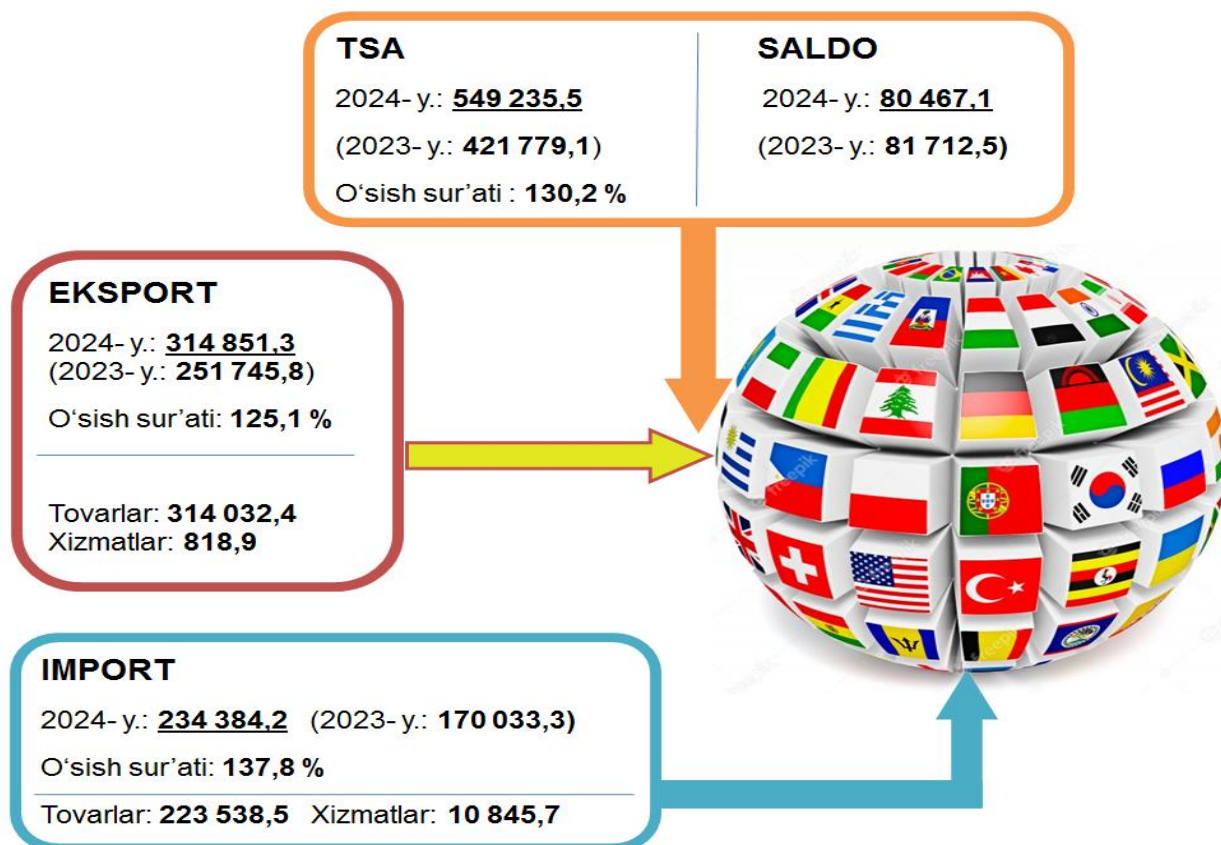 TSA
2024- y.: 549 235,5
(2023- y.: 421 779,1)
O‘sish sur’ati : 130,2 %
SALDO
2024- y.: 80 467,1
(2023- y.: 81 712,5)
EKSPORT
2024- y.: 314 851,3
(2023- y.: 251 745,8)
O‘sish sur’ati: 125,1 %
Tovarlar: 314 032,4
Xizmatlar: 818,9
IMPORT
2024- y.: 234 384,2 (2023- y.: 170 033,3)
O‘sish sur’ati: 137,8 %
Tovarlar: 223 538,5 Xizmatlar: 10 845,7
freepik